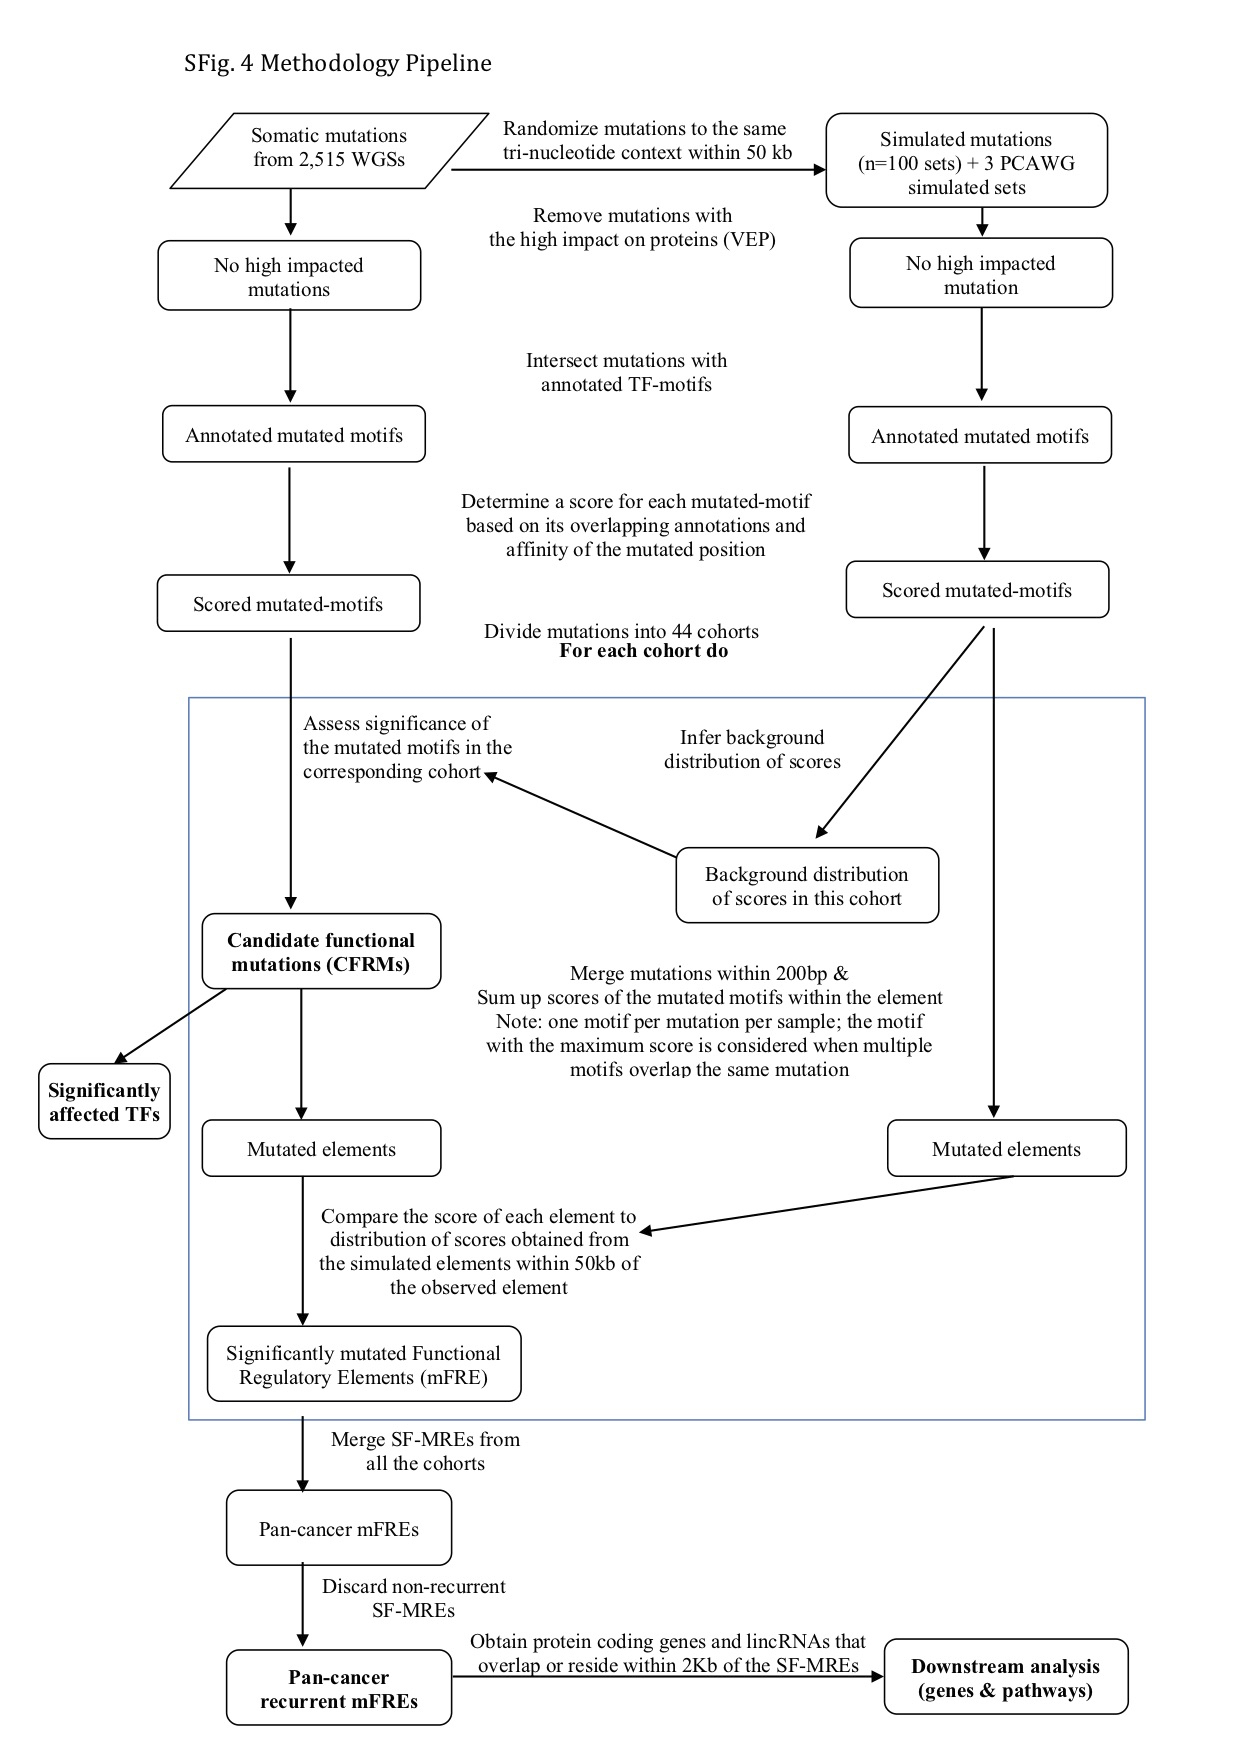 SFig. 4 Methodology Pipeline
Somatic mutations
from 2,515 WGSs
Randomize mutations to the same
tri-nucleotide context within 50 kb
Simulated mutations
(n=100 sets) + 3 PCAWG
simulated sets
Remove mutations with
the high impact on proteins (VEP)
No high impacted
mutations
No high impacted
mutation
Intersect mutations with
annotated TF-motifs
Annotated mutated motifs
Annotated mutated motifs
Determine a score for each mutated-motif
based on its overlapping annotations and
affinity of the mutated position
Scored mutated-motifs
Scored mutated-motifs
Divide mutations into 44 cohorts
For each cohort do
Assess significance of
the mutated motifs in the
corresponding cohort
Infer background
distribution of scores
Background distribution
of scores in this cohort
Candidate functional
mutations (CFRMs)
Merge mutations within 200bp &
Sum up scores of the mutated motifs within the element
Note: one motif per mutation per sample; the motif
with the maximum score is considered when multiple
motifs overlap the same mutation
Significantly
affected TFs
Mutated elements
Mutated elements
Compare the score of each element to
distribution of scores obtained from
the simulated elements within 50kb of
the observed element
Significantly mutated Functional
Regulatory Elements (mFRE)
Merge SF-MREs from
all the cohorts
Pan-cancer mFREs
Discard non-recurrent
SF-MREs
Pan-cancer
recurrent mFREs
Obtain protein coding genes and lincRNAs that
overlap or reside within 2Kb of the SF-MREs
Downstream analysis
(genes & pathways)